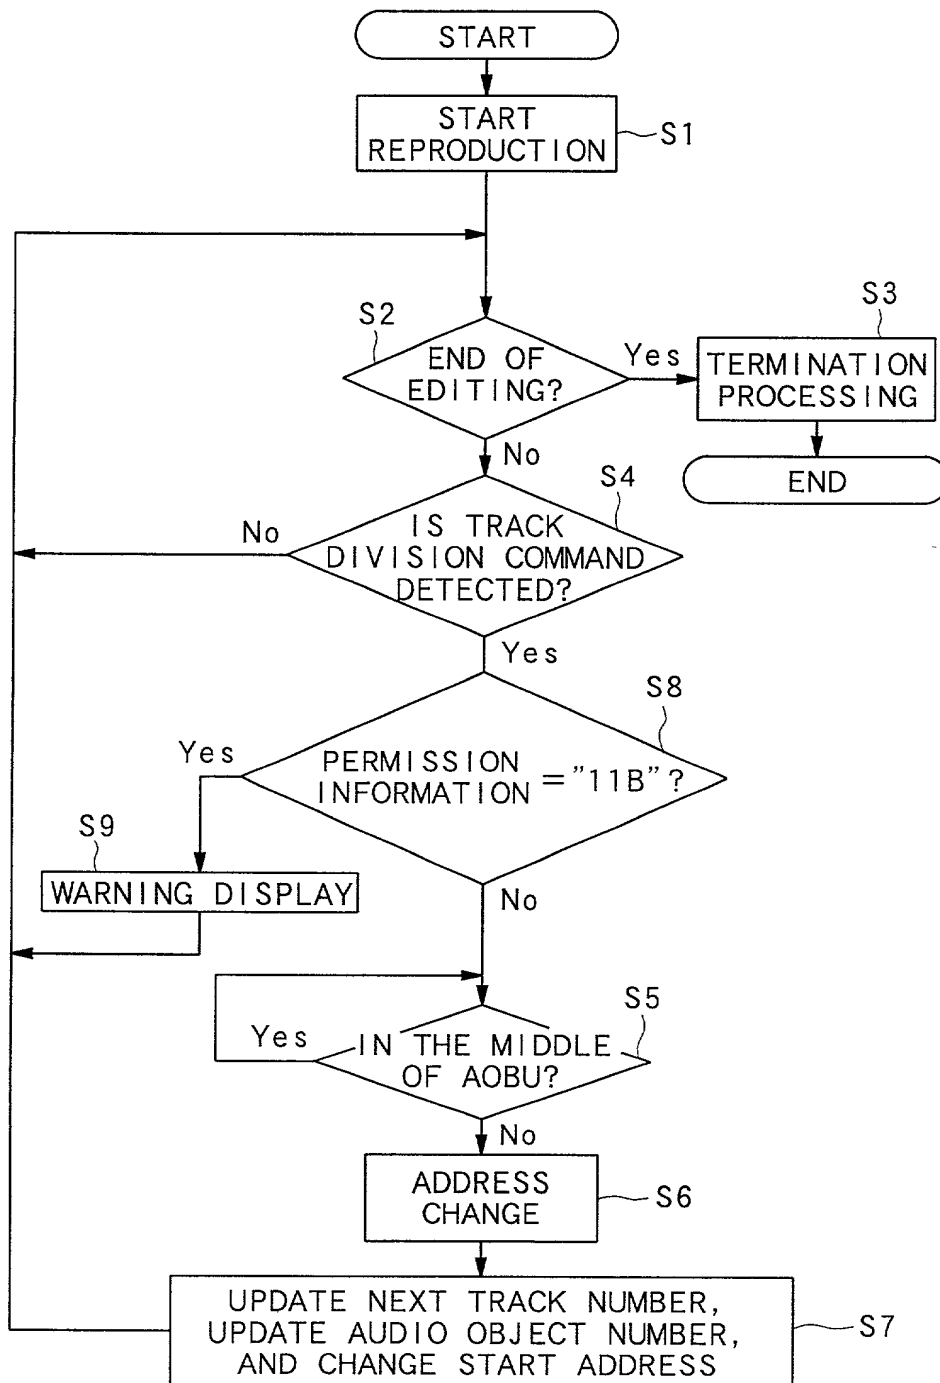 START
START
REPRODUCTION
S1
S2
END OF
EDITING?
Yes
S3
TERMINATION
PROCESSING
No
END
S4
No
IS TRACK
DIVISION COMMAND
DETECTED?
Yes
S8
Yes
PERMISSION
INFORMATION = "11B" ?
S9
WARNING DISPLAY
No
S5
Yes
IN THE MIDDLE
OF AOBU?
No
ADDRESS
CHANGE
S6
UPDATE NEXT TRACK NUMBER,
UPDATE AUDIO OBJECT NUMBER,
AND CHANGE START ADDRESS
S7